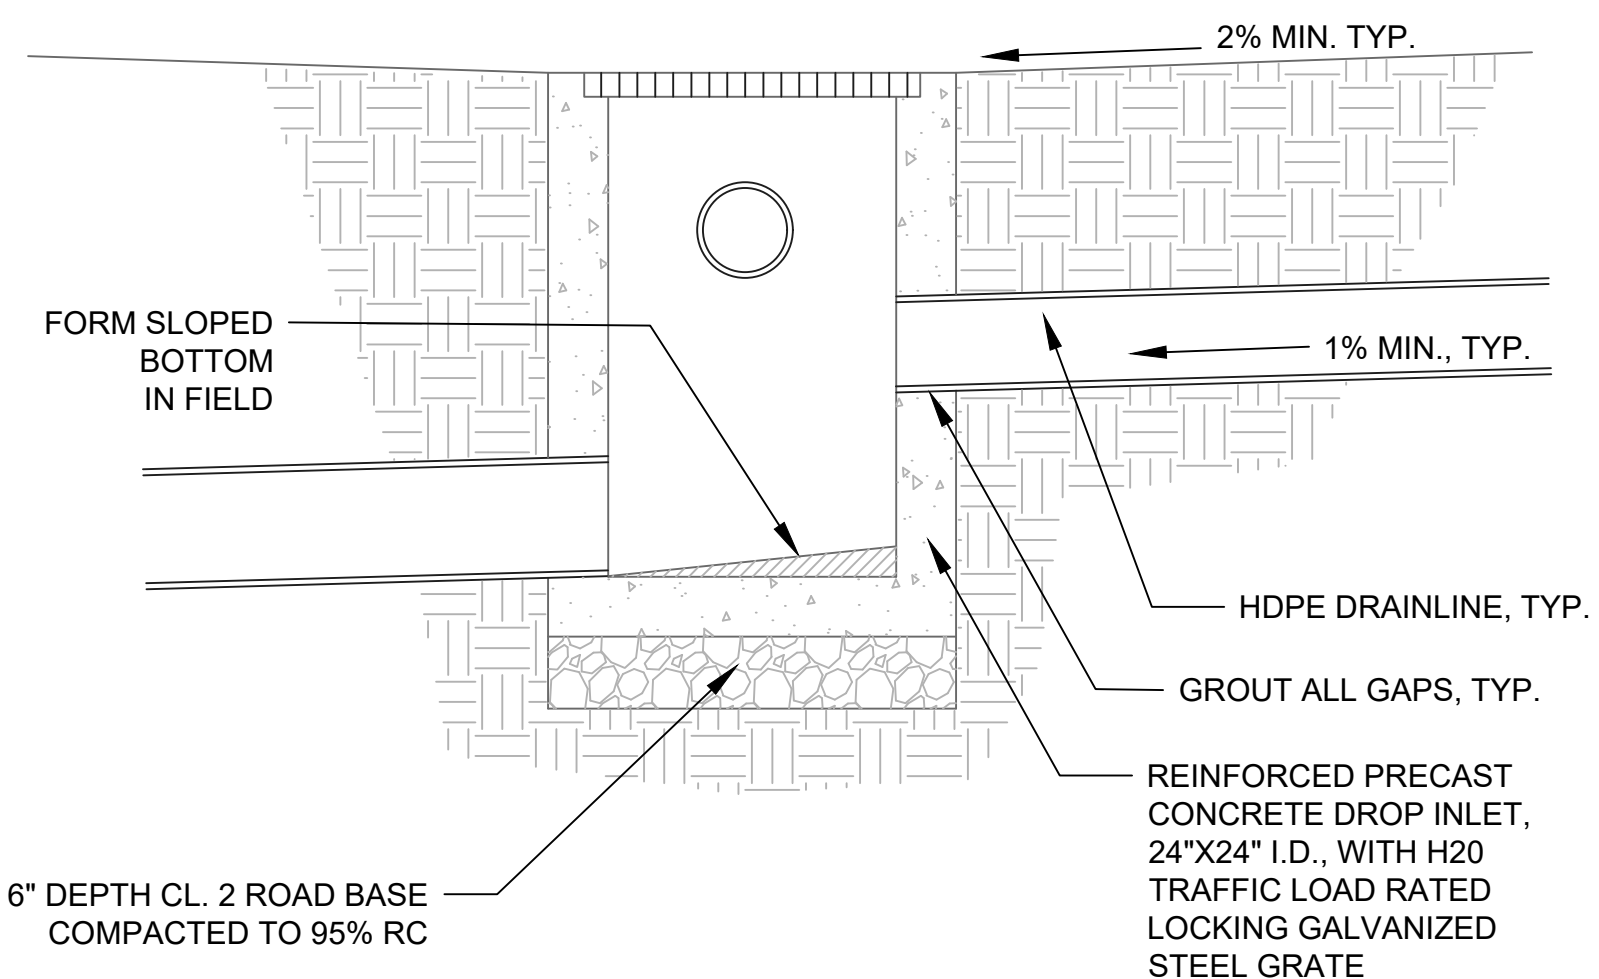 2% MIN. TYP.
FORM SLOPED
BOTTOM
IN FIELD
1% MIN., TYP.
HDPE DRAINLINE, TYP.
GROUT ALL GAPS, TYP.
REINFORCED PRECAST
CONCRETE DROP INLET,
24"X24" I.D., WITH H20
TRAFFIC LOAD RATED
LOCKING GALVANIZED
STEEL GRATE
6" DEPTH CL. 2 ROAD BASE
COMPACTED TO 95% RC